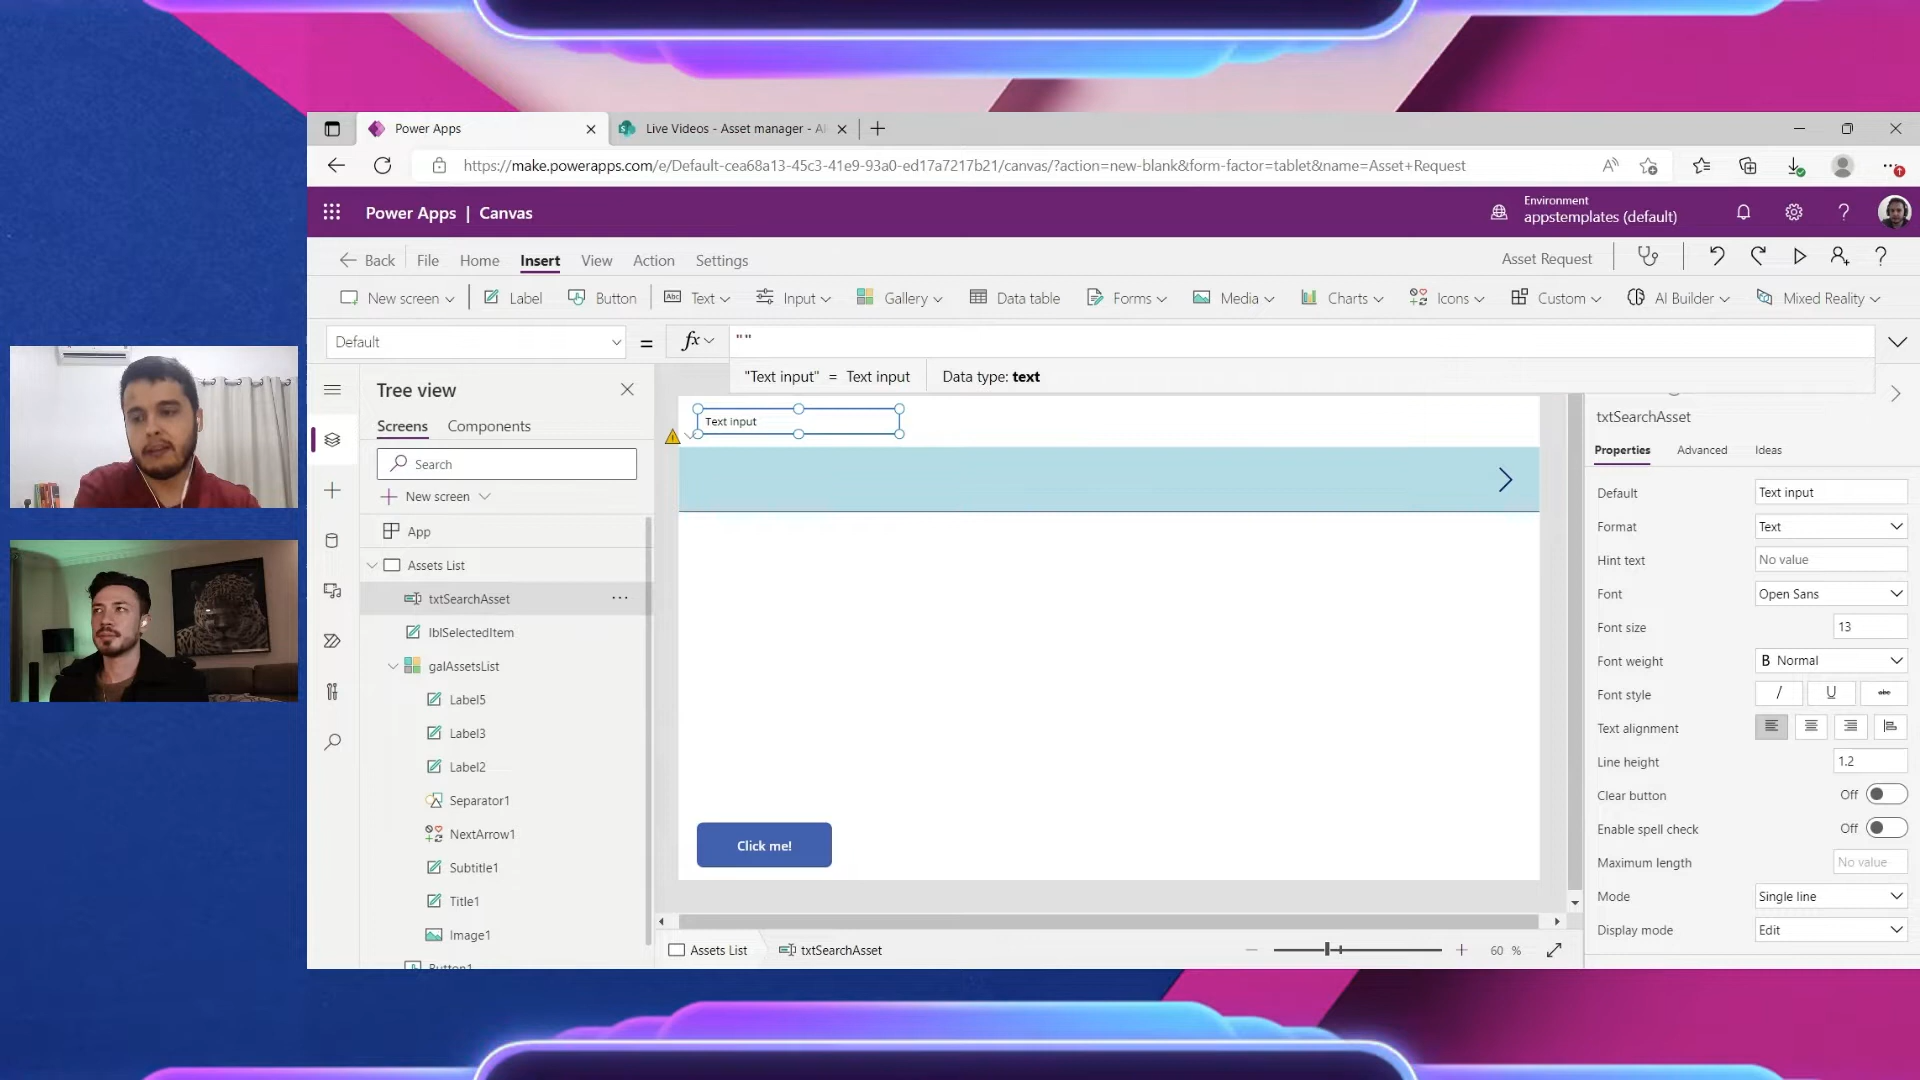 Power Apps
Live Videos - Asset manager - Al
https://make.powerapps.com/e/Default-cea68a13-45c3-41e9-93a0-ed17a7217b21/canvas/?action=new-blank&form-factor=tablet&name=Asset+Request
Power Apps | Canvas
Environment
appstemplates (default)
Back File Home Insert View Action Settings
Asset Request
New screen Label Button Text Input Gallery Data table Forms Media Charts Icons Custom AI Builder Mixed Reality
Default = fx ""
"Text input" = Text input Data type: text
Tree view
Screens Components
Search
New screen
App
Assets List
txtSearchAsset
lblSelectedItem
galAssetsList
Label5
Label3
Label2
Separator1
NextArrow1
Subtitle1
Title1
Image1
Button1
Text input
Click me!
Assets List txtSearchAsset
60 %
txtSearchAsset
Properties Advanced Ideas
Default Text input
Format Text
Hint text No value
Font Open Sans
Font size 13
Font weight B Normal
Font style / U abc
Text alignment
Line height 1.2
Clear button Off
Enable spell check Off
Maximum length No value
Mode Single line
Display mode Edit